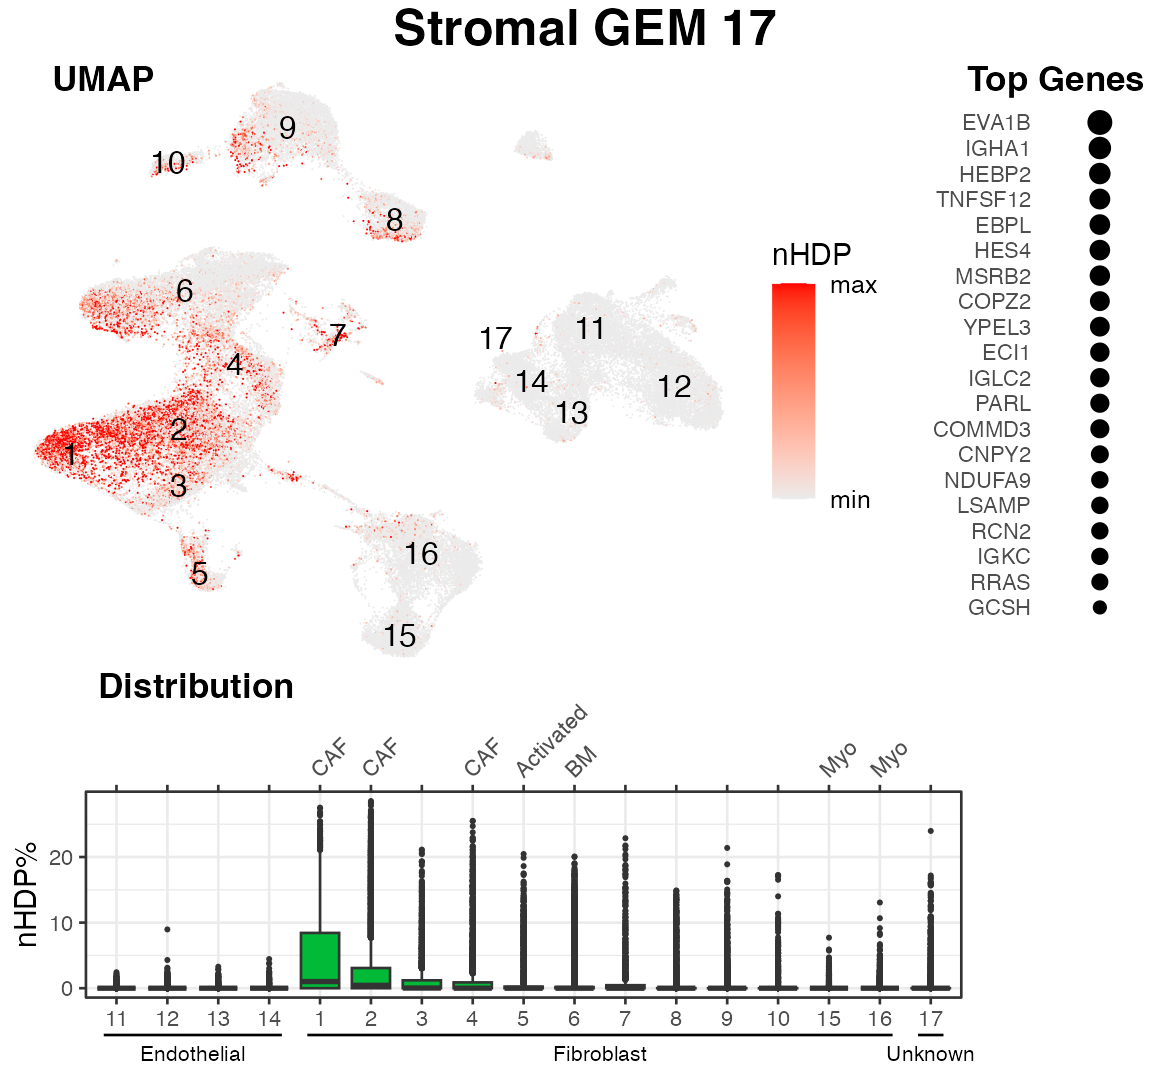 Stromal GEM 17
UMAP
9
10
8
6
7
4
2
1
3
5
17
11
14
12
13
16
15
nHDP
max
min
Top Genes
EVA1B
IGHA1
HEBP2
TNFSF12
EBPL
HES4
MSRB2
COPZ2
YPEL3
ECI1
IGLC2
PARL
COMMD3
CNPY2
NDUFA9
LSAMP
RCN2
IGKC
RRAS
GCSH
Distribution
CAF CAF CAF Activated BM Myo Myo
nHDP%
20
10
0
11 12 13 14 1 2 3 4 5 6 7 8 9 10 15 16 17
Endothelial Fibroblast Unknown